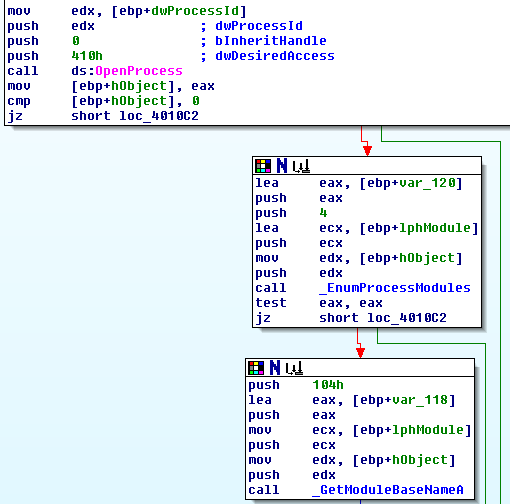 mov edx, [ebp+dwProcessId]
push edx ; dwProcessId
push 0 ; bInheritHandle
push 410h ; dwDesiredAccess
call ds:OpenProcess
mov [ebp+hObject], eax
cmp [ebp+hObject], 0
jz short loc_4010C2
N
lea eax, [ebp+var_120]
push eax
push 4
lea ecx, [ebp+lphModule]
push ecx
mov edx, [ebp+hObject]
push edx
call _EnumProcessModules
test eax, eax
jz short loc_4010C2
N
push 104h
lea eax, [ebp+var_118]
push eax
mov ecx, [ebp+lphModule]
push ecx
mov edx, [ebp+hObject]
push edx
call _GetModuleBaseNameA